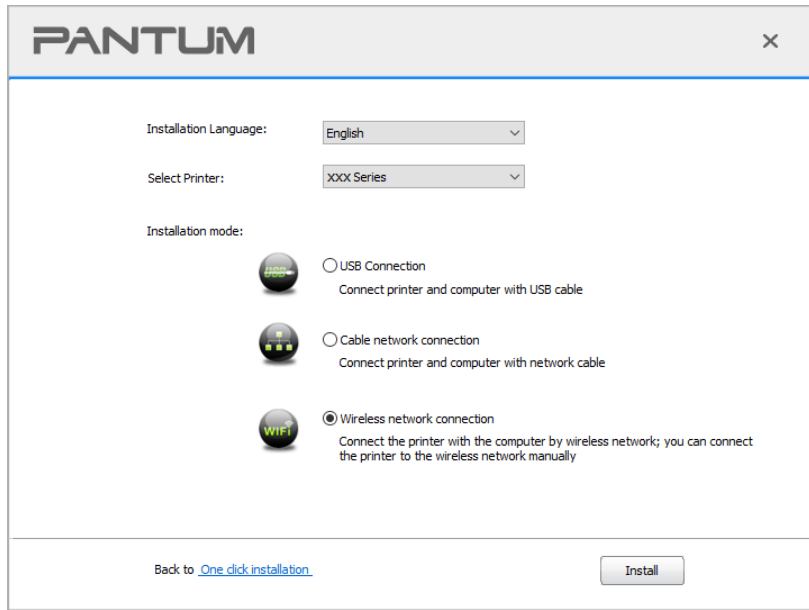 PANTUM
Installation Language:
English
Select Printer:
XXX Series
Installation mode:
USB
USB Connection
Connect printer and computer with USB cable
Cable network connection
Connect printer and computer with network cable
WIFI
Wireless network connection
Connect the printer with the computer by wireless network; you can connect
the printer to the wireless network manually
Back to One click installation
Install